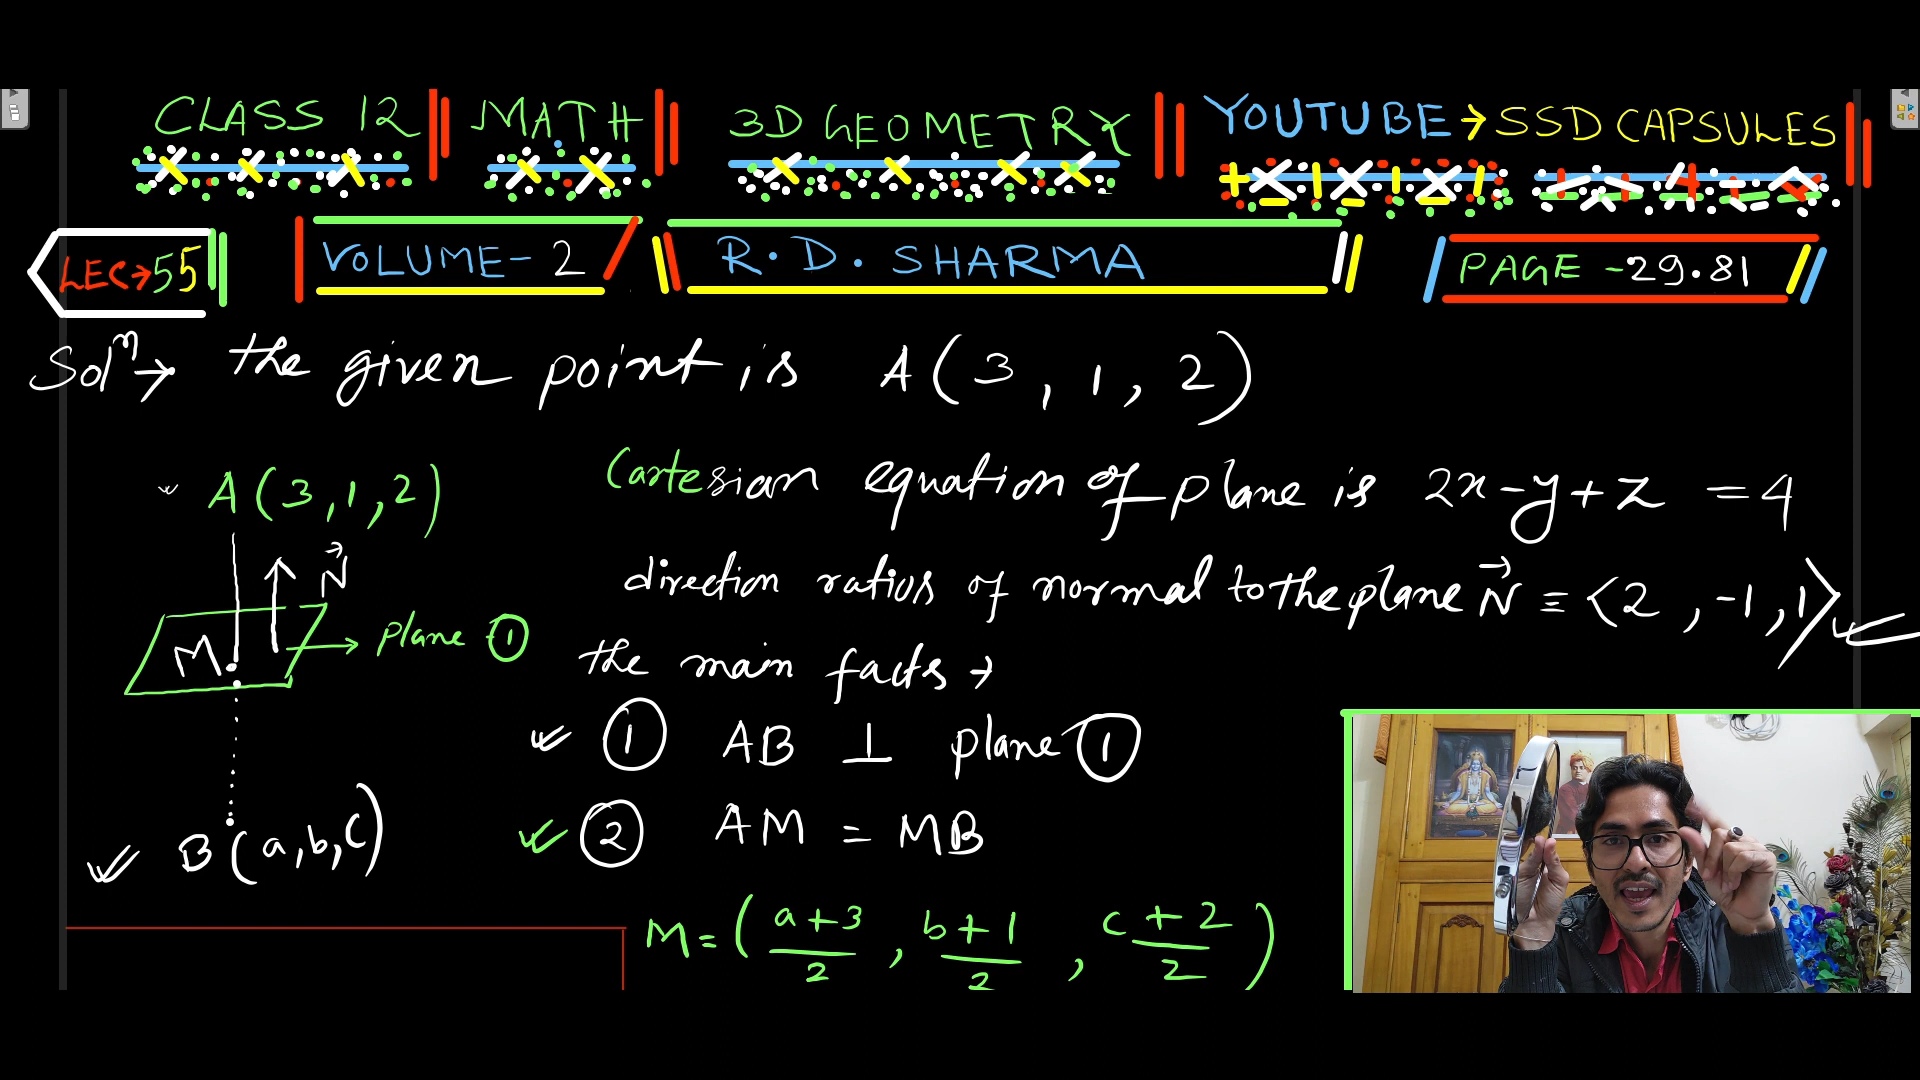 CLASS 12 MATH 3D GEOMETRY YOUTUBE → SSD CAPSULES
LEC→55 VOLUME-2 R.D. SHARMA PAGE -29.81
Solⁿ→ the given point is A(3, 1, 2)
A(3,1,2)
Cartesian equation of plane is 2x-y+z = 4
N⃗
direction ratios of normal to the plane N⃗ ≡ <2, -1, 1>
M
→ plane ①
the main facts →
① AB ⊥ plane ①
② AM = MB
B(a,b,c)
M = ( a+3/2 , b+1/2 , c+2/2 )